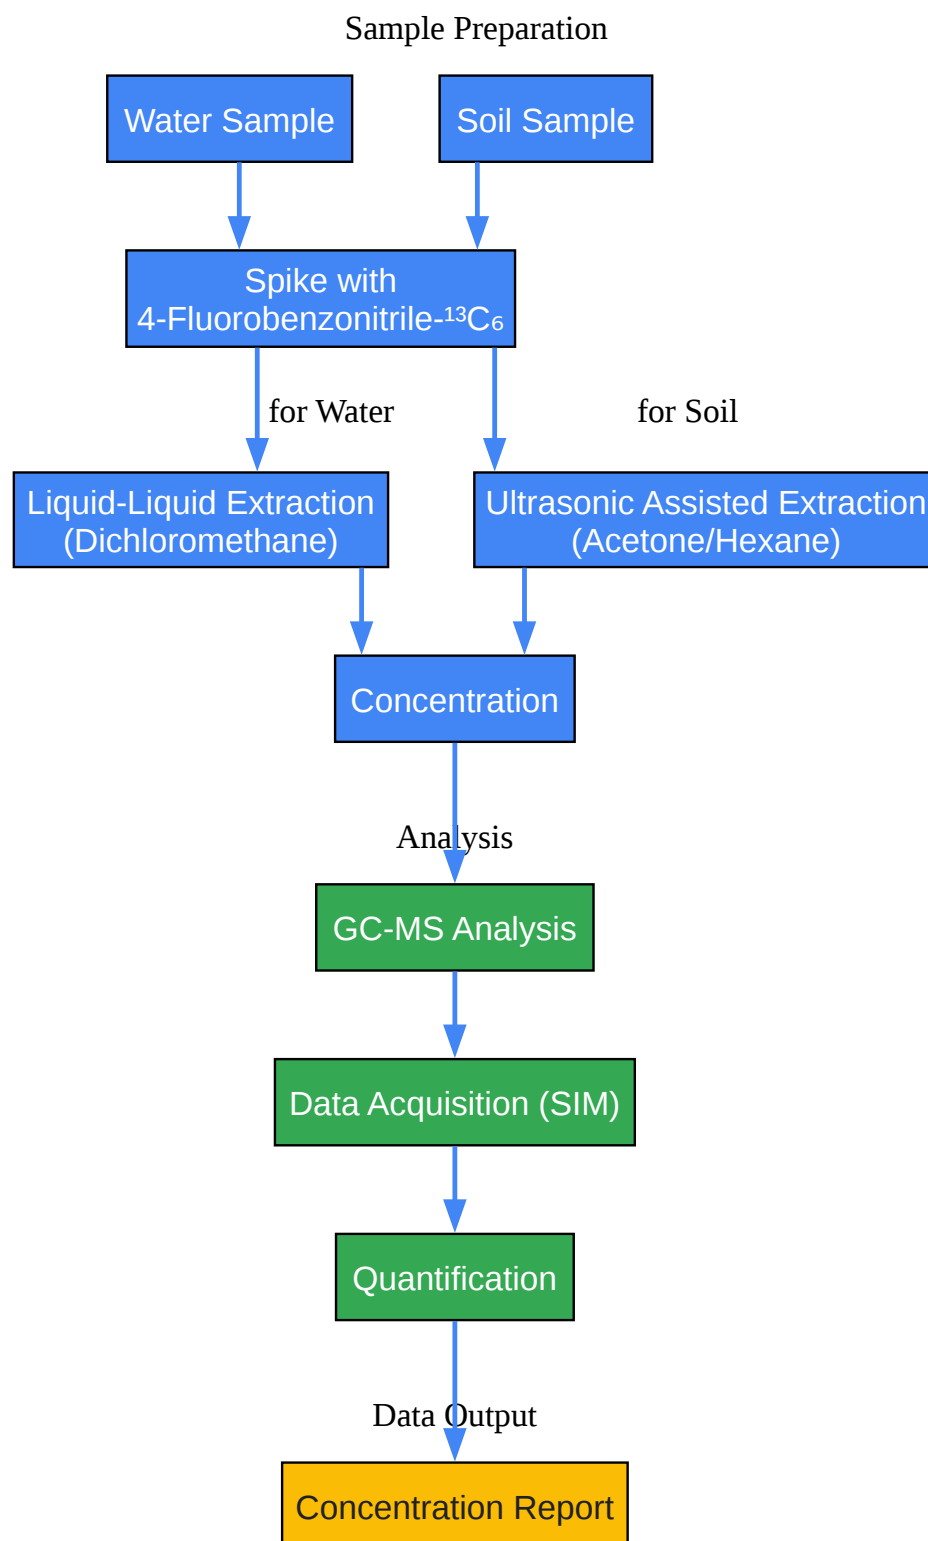 Sample Preparation
Water Sample
Soil Sample
Spike with
4-Fluorobenzonitrile-¹³C₆
for Water
for Soil
Liquid-Liquid Extraction
(Dichloromethane)
Ultrasonic Assisted Extraction
(Acetone/Hexane)
Concentration
Analysis
GC-MS Analysis
Data Acquisition (SIM)
Quantification
Data Output
Concentration Report